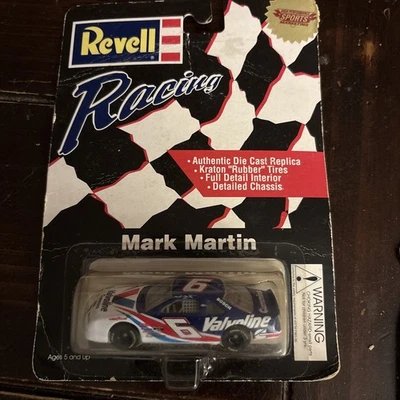 Revell
SPORTS
Racing
• Authentic Die Cast Replica
• Kraton "Rubber" Tires
• Full Detail Interior
• Detailed Chassis
Mark Martin
6
6
Valvoline
WARNING
Ages 5 and up